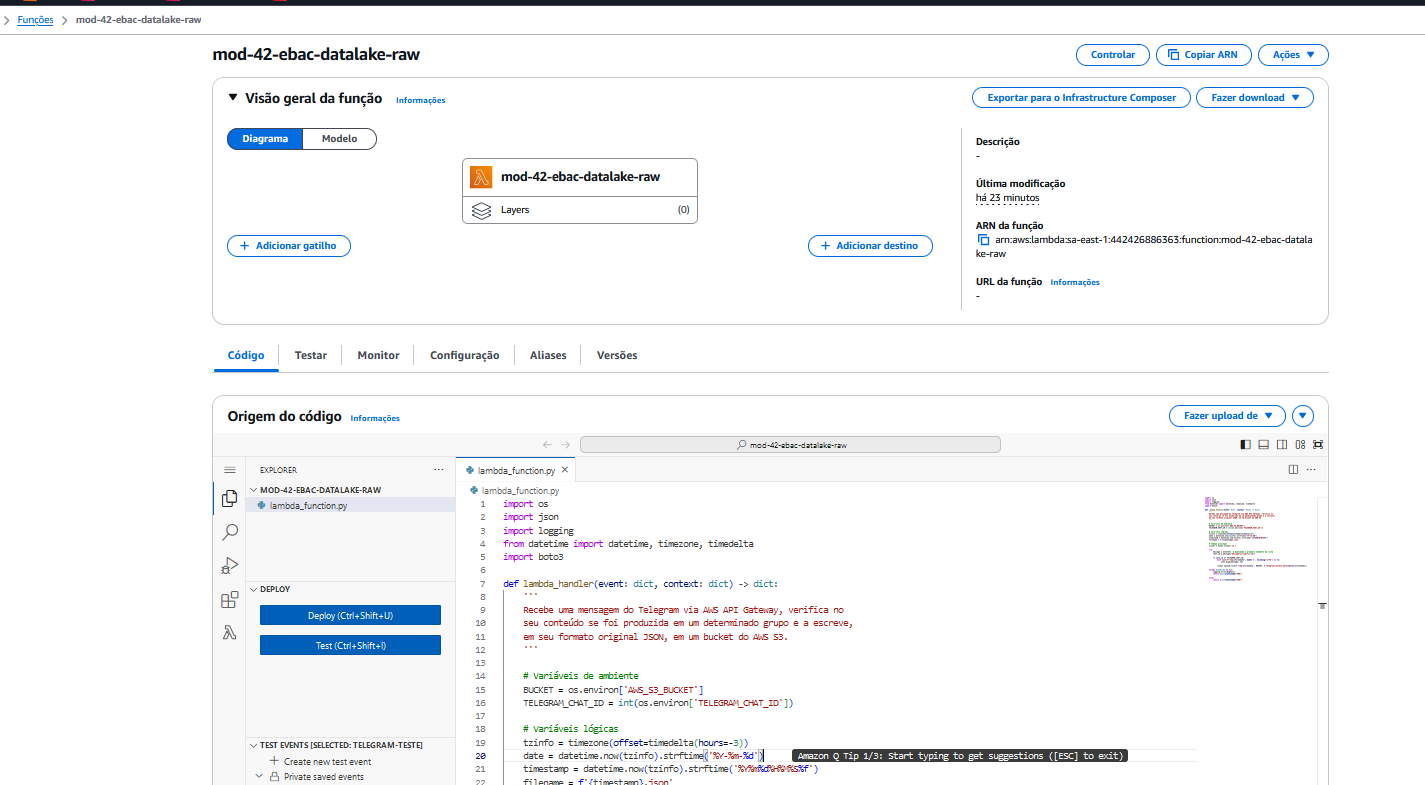 Funções mod-42-ebac-datalake-raw
mod-42-ebac-datalake-raw
Controlar Copiar ARN Ações
Visão geral da função Informações
Exportar para o Infrastructure Composer Fazer download
Diagrama Modelo
mod-42-ebac-datalake-raw
Layers (0)
Adicionar gatilho
Adicionar destino
Descrição
-
Última modificação
há 23 minutos
ARN da função
arn:aws:lambda:sa-east-1:442426886363:function:mod-42-ebac-datala
ke-raw
URL da função Informações
-
Código Testar Monitor Configuração Aliases Versões
Origem do código Informações
Fazer upload de
mod-42-ebac-datalake-raw
EXPLORER
MOD-42-EBAC-DATALAKE-RAW
lambda_function.py
DEPLOY
Deploy (Ctrl+Shift+U)
Test (Ctrl+Shift+I)
TEST EVENTS [SELECTED: TELEGRAM-TESTE]
Create new test event
Private saved events
lambda_function.py
lambda_function.py
1 import os
2 import json
3 import logging
4 from datetime import datetime, timezone, timedelta
5 import boto3
6
7 def lambda_handler(event: dict, context: dict) -> dict:
8 '''
9 Recebe uma mensagem do Telegram via AWS API Gateway, verifica no
10 seu conteúdo se foi produzida em um determinado grupo e a escreve,
11 em seu formato original JSON, em um bucket do AWS S3.
12 '''
13
14 # Variáveis de ambiente
15 BUCKET = os.environ['AWS_S3_BUCKET']
16 TELEGRAM_CHAT_ID = int(os.environ['TELEGRAM_CHAT_ID'])
17
18 # Variáveis lógicas
19 tzinfo = timezone(offset=timedelta(hours=-3))
20 date = datetime.now(tzinfo).strftime('%Y-%m-%d') Amazon Q Tip 1/3: Start typing to get suggestions ([ESC] to exit)
21 timestamp = datetime.now(tzinfo).strftime('%Y%m%d%H%M%S%f')
22 filename = f'{timestamp}.json'